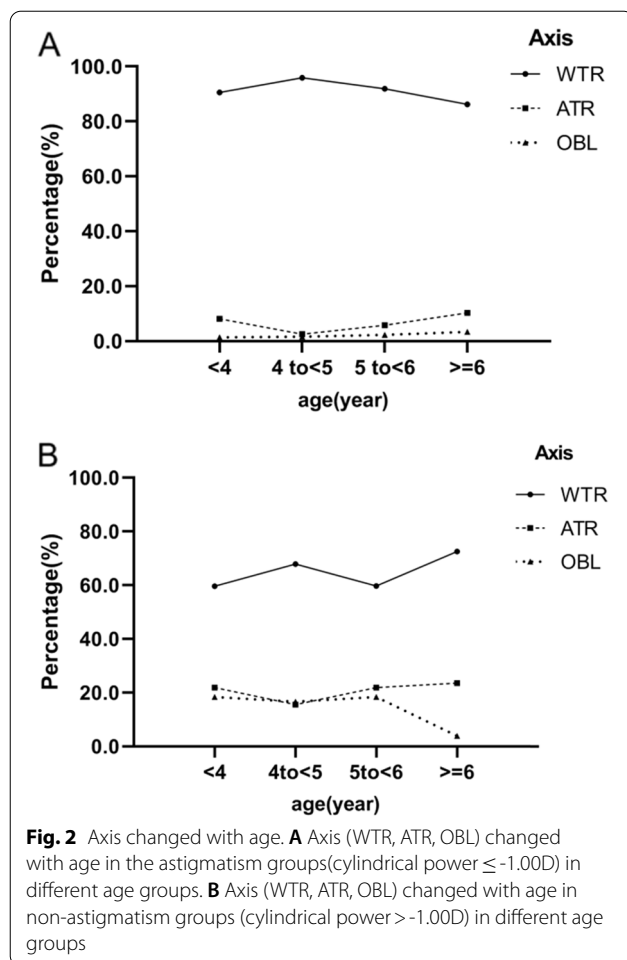 A
Axis
WTR
ATR
OBL
Percentage(%)
100.0
80.0
60.0
40.0
20.0
0.0
<4
4 to<5
5 to<6
>=6
age(year)
B
Axis
WTR
ATR
OBL
Percentage(%)
100.0
80.0
60.0
40.0
20.0
0.0
<4
4to<5
5to<6
>=6
age(year)
Fig. 2 Axis changed with age. A Axis (WTR, ATR, OBL) changed
with age in the astigmatism groups(cylindrical power ≤ -1.00D) in
different age groups. B Axis (WTR, ATR, OBL) changed with age in
non-astigmatism groups (cylindrical power > -1.00D) in different age
groups